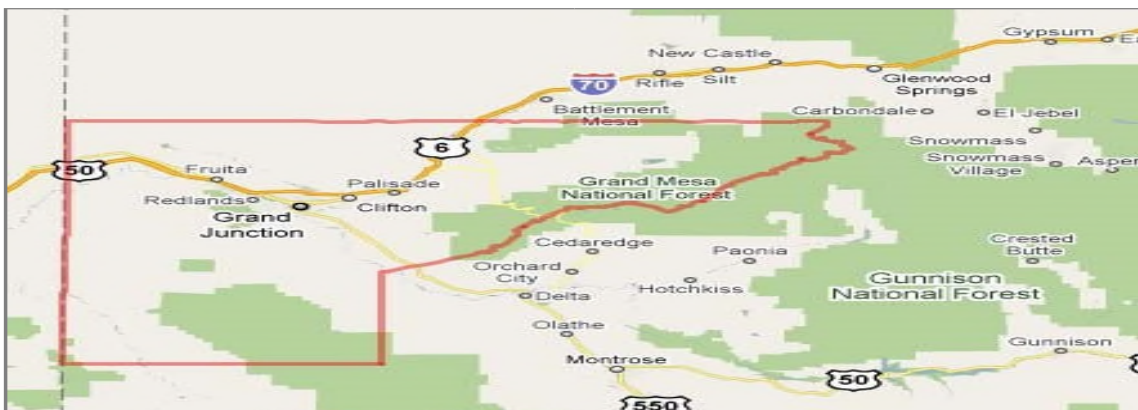 Gypsum
Ea
New Castle
70
Rifle
Silt
Glenwood
Springs
Battlement
Mesa
Carbondale
El Jebel
6
Snowmass
50
Fruita
Snowmass
Village
Aspen
Palisade
Grand Mesa
National Forest
Redlands
Clifton
Grand
Junction
Cedaredge
Paonia
Crested
Butte
Orchard
City
Hotchkiss
Gunnison
National Forest
Delta
Olathe
Gunnison
Montrose
50
550